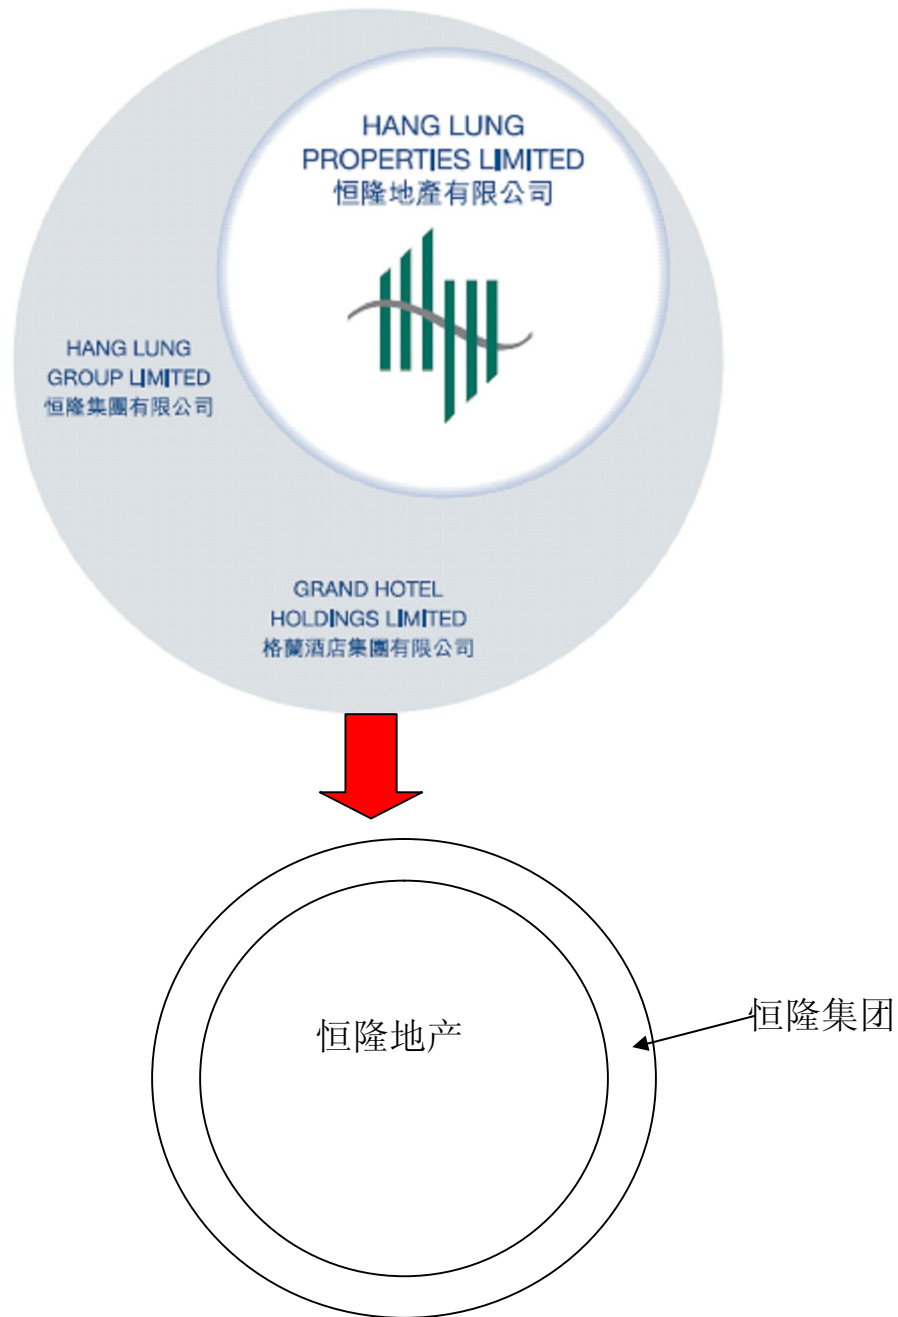 HANG LUNG
PROPERTIES LIMITED
恒隆地產有限公司
HANG LUNG
GROUP LIMITED
恒隆集團有限公司
GRAND HOTEL
HOLDINGS LIMITED
格蘭酒店集團有限公司
恒隆地产
恒隆集团